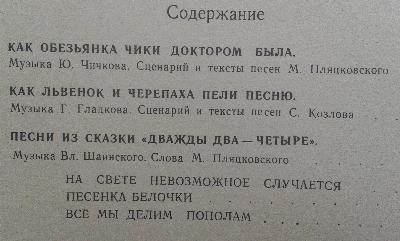 Содержание
КАК ОБЕЗЬЯНКА ЧИКИ ДОКТОРОМ БЫЛА.
Музыка Ю. Чичкова. Сценарий и тексты песен М. Пляцковского
КАК ЛЬВЕНОК И ЧЕРЕПАХА ПЕЛИ ПЕСНЮ.
Музыка Г. Гладкова. Сценарий и тексты песен С. Козлова
ПЕСНИ ИЗ СКАЗКИ «ДВАЖДЫ ДВА — ЧЕТЫРЕ».
Музыка Вл. Шаинского. Слова М. Пляцковского
НА СВЕТЕ НЕВОЗМОЖНОЕ СЛУЧАЕТСЯ
ПЕСЕНКА БЕЛОЧКИ . . . . . . .
ВСЕ МЫ ДЕЛИМ ПОПОЛАМ . . . . .